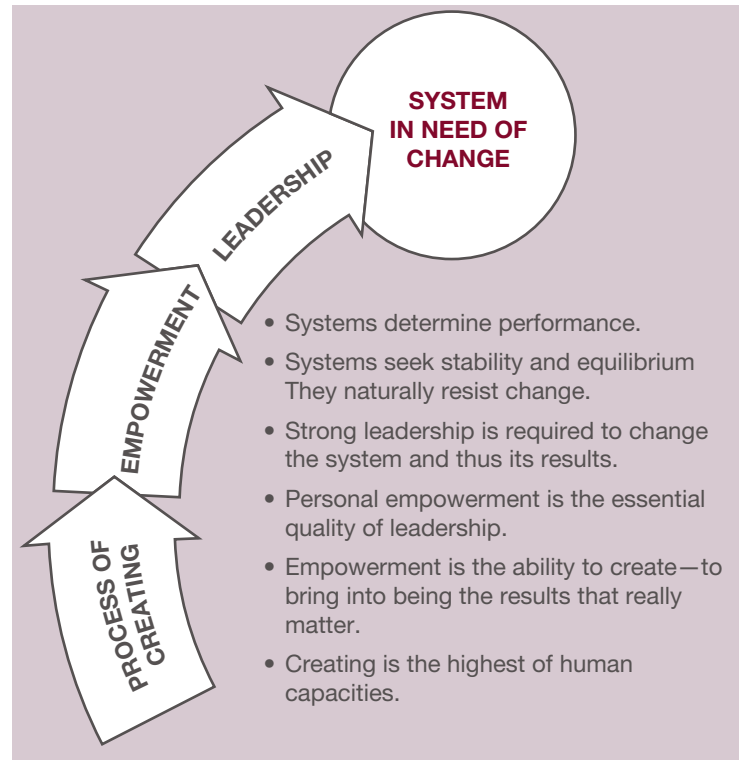 SYSTEM
IN NEED OF
CHANGE
LEADERSHIP
EMPOWERMENT
PROCESS OF
CREATING
• Systems determine performance.
• Systems seek stability and equilibrium
They naturally resist change.
• Strong leadership is required to change
the system and thus its results.
• Personal empowerment is the essential
quality of leadership.
• Empowerment is the ability to create—to
bring into being the results that really
matter.
• Creating is the highest of human
capacities.